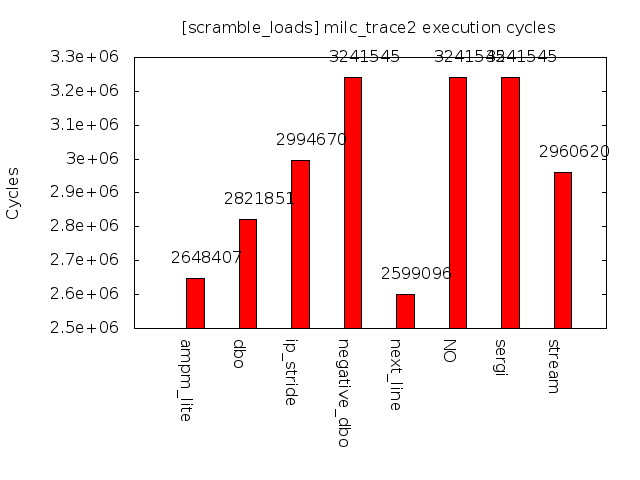 [scramble_loads] milc_trace2 execution cycles
Cycles
3.3e+06
3.2e+06
3.1e+06
3e+06
2.9e+06
2.8e+06
2.7e+06
2.6e+06
2.5e+06
2648407
2821851
2994670
3241545
2599096
3241545
3241545
2960620
ampm_lite
dbo
ip_stride
negative_dbo
next_line
NO
sergi
stream